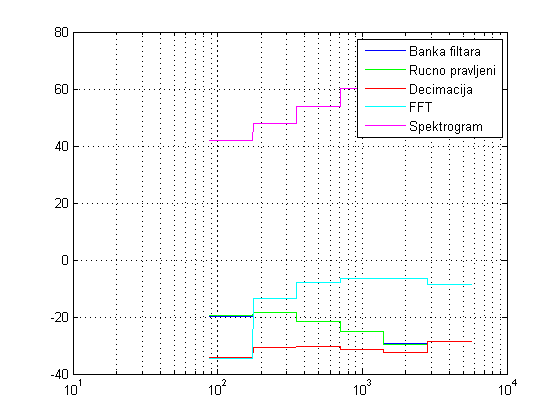 80
60
40
20
0
-20
-40
10^1
10^2
10^3
10^4
Banka filtara
Rucno pravljeni
Decimacija
FFT
Spektrogram